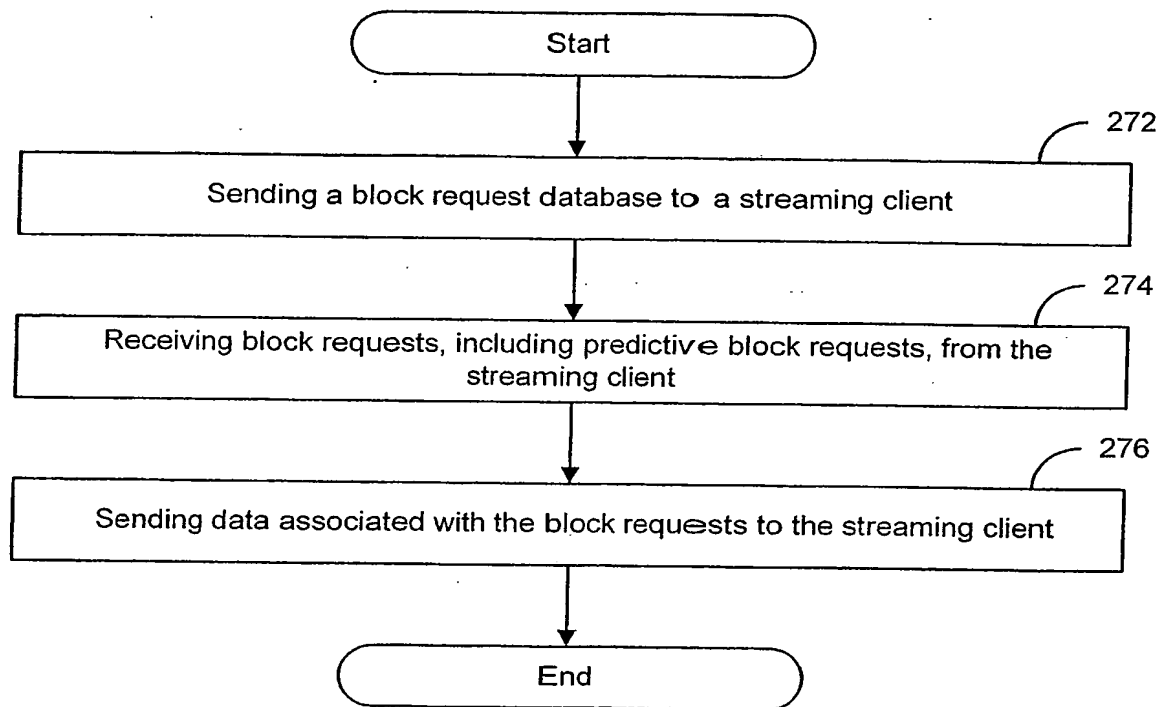 Start
272
Sending a block request database to a streaming client
274
Receiving block requests, including predictive block requests, from the
streaming client
276
Sending data associated with the block requests to the streaming client
End